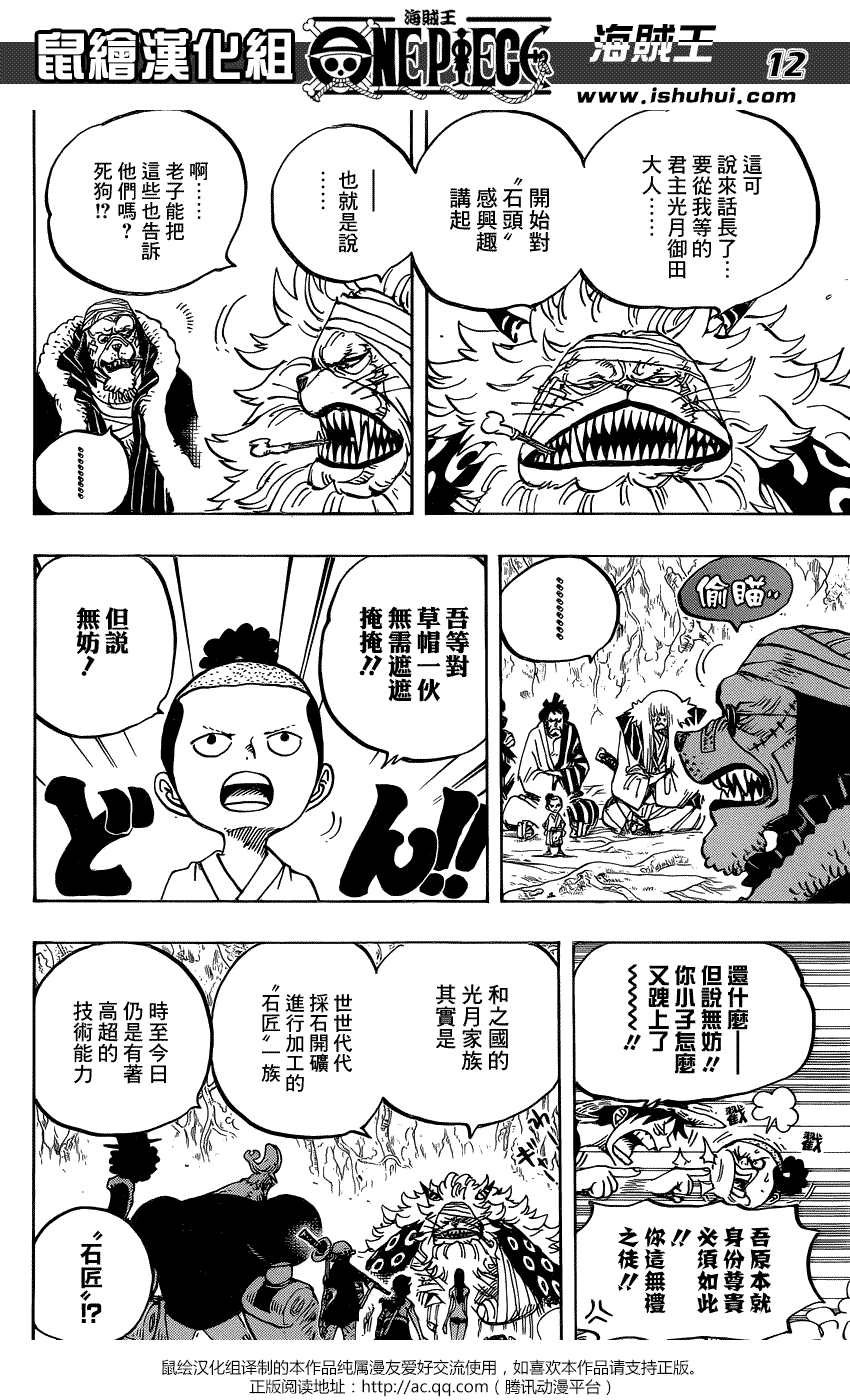 鼠繪漢化組
海賊王
ONE PIECE
海賊王
12
www.ishuhui.com
這可
說來話長了…
要從我等的
君主光月御田
大人……
開始對
〝石頭〞
感興趣
講起
——
也就是說
……
啊……
老子能把
這些也告訴
他們嗎？
死狗!?
………
偷瞄··
………
吾等對
草帽一伙
無需遮遮
掩掩!!
但說
無妨！
どん!!
還什麼——
但說無妨!!
你小子怎麼
又跩上了
～～～～!!
戳
戳
吾原本就
身份尊貴
必須如此
!!
你這無禮
之徒!!
和之國的
光月家族
其實是
世世代代
採石開礦
進行加工的
〝石匠〞一族
時至今日
仍是有著
高超的
技術能力
わ
ギャー
〝石匠〞!?
鼠绘汉化组译制的本作品纯属漫友爱好交流使用，如喜欢本作品请支持正版。
正版阅读地址：http://ac.qq.com（腾讯动漫平台）